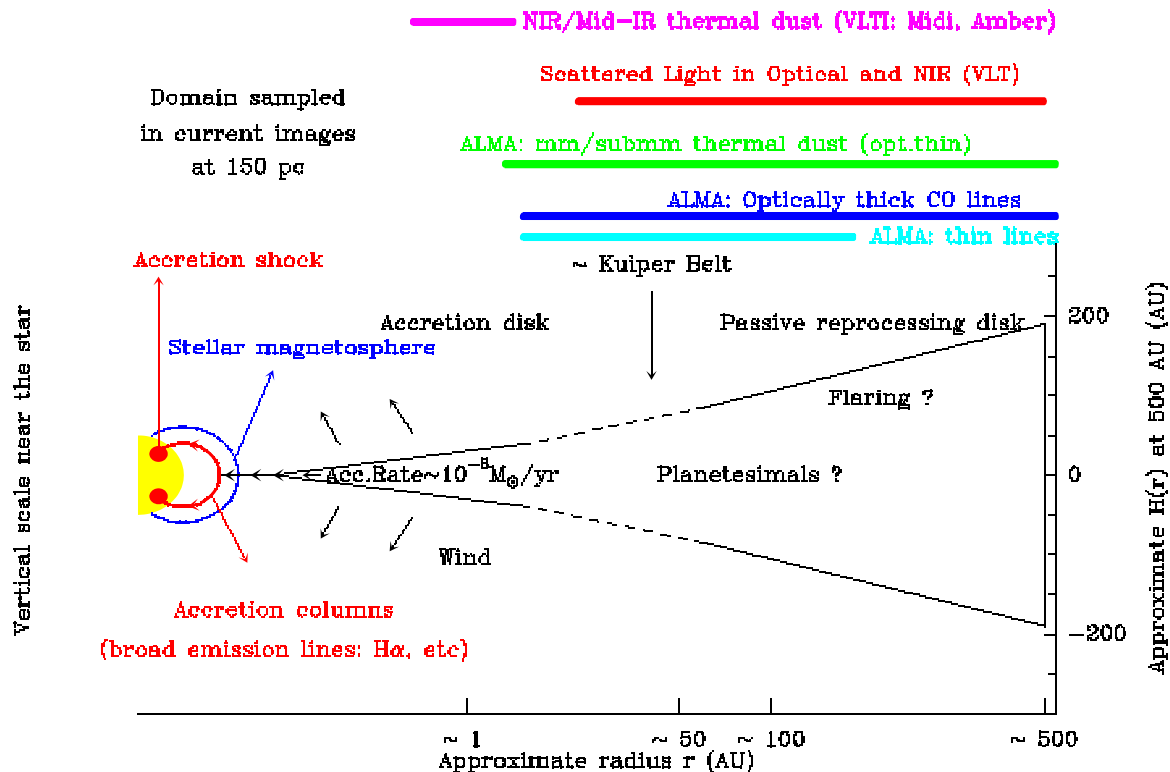 NIR/Mid-IR thermal dust (VLTI: Midi, Amber)
Scattered Light in Optical and NIR (VLT)
Domain sampled
in current images
at 150 pc
ALMA: mm/submm thermal dust (opt.thin)
ALMA: Optically thick CO lines
ALMA: thin lines
Accretion shock
~ Kuiper Belt
Accretion disk
Passive reprocessing disk
Stellar magnetosphere
Flaring ?
Acc.Rate~10⁻⁸M⊙/yr
Planetesimals ?
Wind
Accretion columns
(broad emission lines: Hα, etc)
Vertical scale near the star
200
0
-200
Approximate H(r) at 500 AU (AU)
~ 1
~ 50
~ 100
~ 500
Approximate radius r (AU)